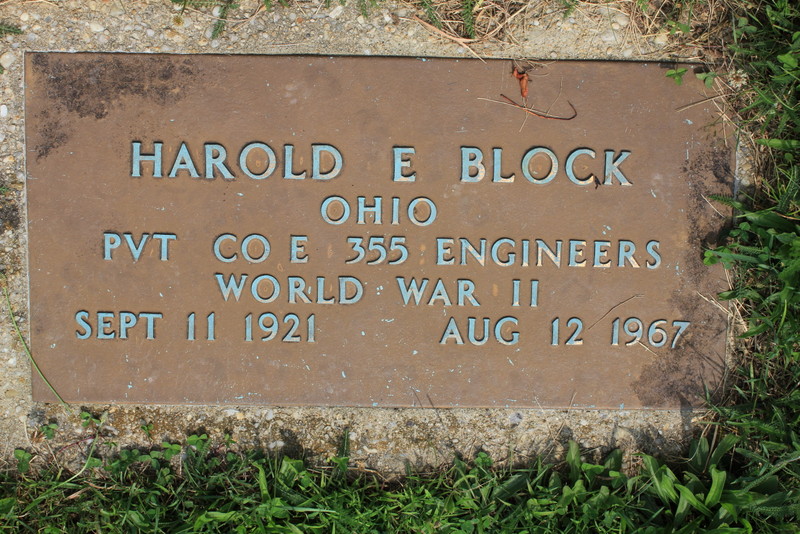 HAROLD E BLOCK
OHIO
PVT CO E 355 ENGINEERS
WORLD WAR II
SEPT 11 1921 AUG 12 1967